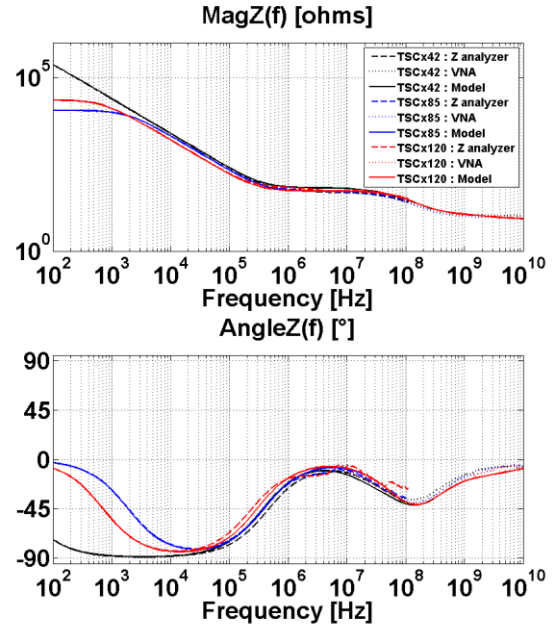 MagZ(f) [ohms]
10^5
10^0
TSCx42 : Z analyzer
TSCx42 : VNA
TSCx42 : Model
TSCx85 : Z analyzer
TSCx85 : VNA
TSCx85 : Model
TSCx120 : Z analyzer
TSCx120 : VNA
TSCx120 : Model
10^2 10^3 10^4 10^5 10^6 10^7 10^8 10^9 10^10
Frequency [Hz]
AngleZ(f) [°]
90
45
0
-45
-90
10^2 10^3 10^4 10^5 10^6 10^7 10^8 10^9 10^10
Frequency [Hz]